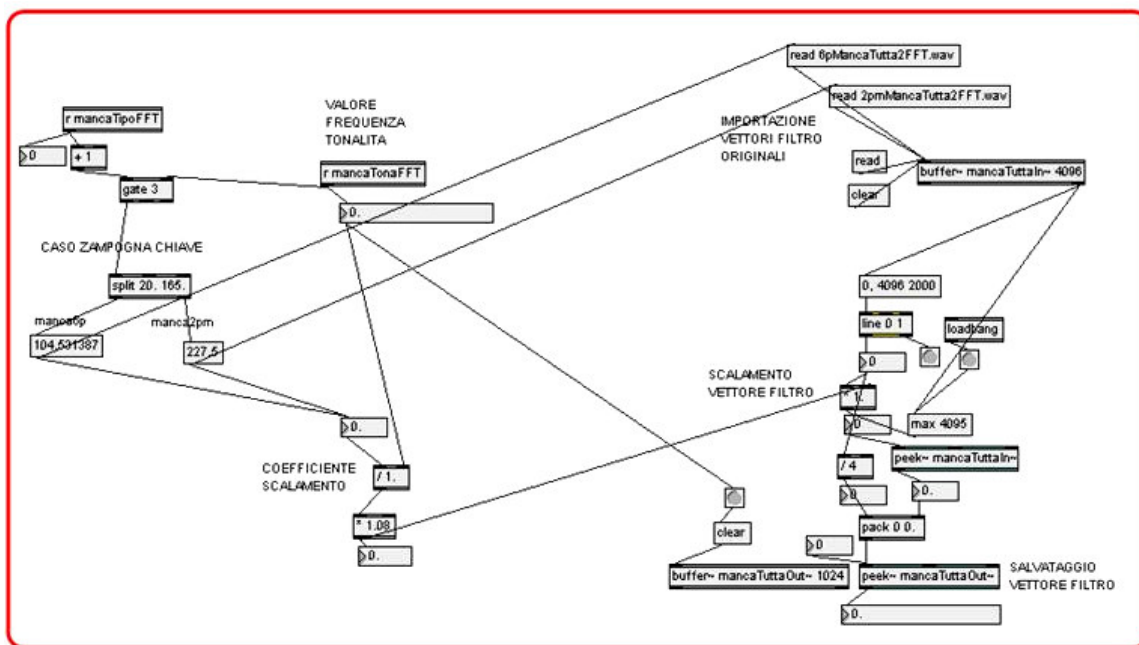 read 6pMancaTutta2FFT.wav
read 2pmMancaTutta2FFT.wav
r mancaTipoFFT
VALORE
FREQUENZA
TONALITA
IMPORTAZIONE
VETTORI FILTRO
ORIGINALI
0
+ 1
r mancaTonaFFT
read
buffer~ mancaTuttaIn~ 4096
gate 3
clear
0.
CASO ZAMPOGNA CHIAVE
split 20. 165.
0, 4096 2000
manca6p
manca2pm
line 0 1
loadbang
104.531387
227.5
0
SCALAMENTO
VETTORE FILTRO
* 1.
0.
0
max 4095
COEFFICIENTE
SCALAMENTO
/ 1.
/ 4
peek~ mancaTuttaIn~
0
0.
* 1.08
clear
pack 0 0.
0.
0
buffer~ mancaTuttaOut~ 1024
peek~ mancaTuttaOut~
SALVATAGGIO
VETTORE FILTRO
0.